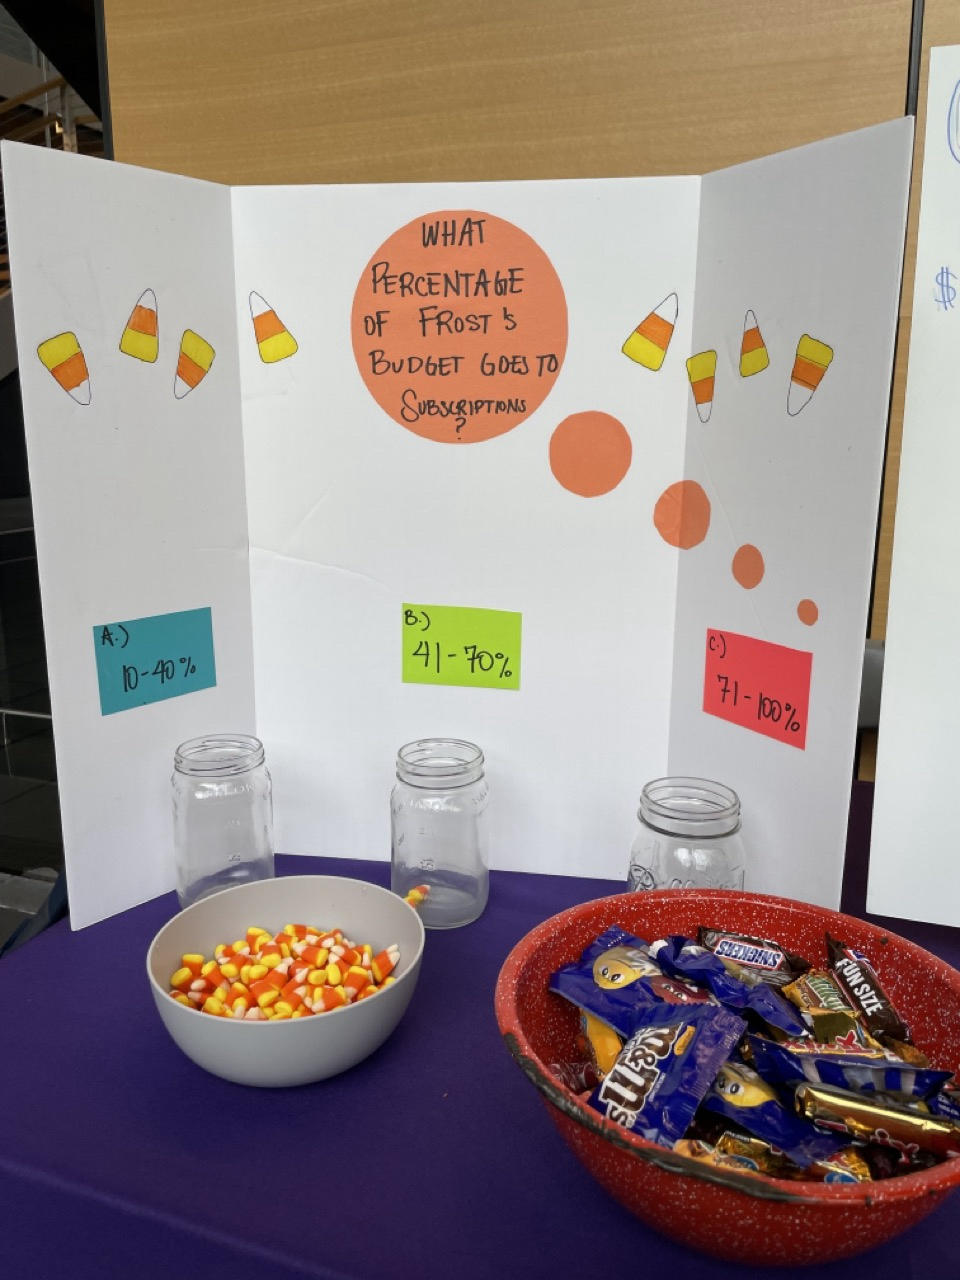 WHAT
PERCENTAGE
OF FROST'S
BUDGET GOES TO
SUBSCRIPTIONS
?
$
A.)
10-40%
B.)
41-70%
C.)
71-100%
SNICKERS
FUN SIZE
m&m's